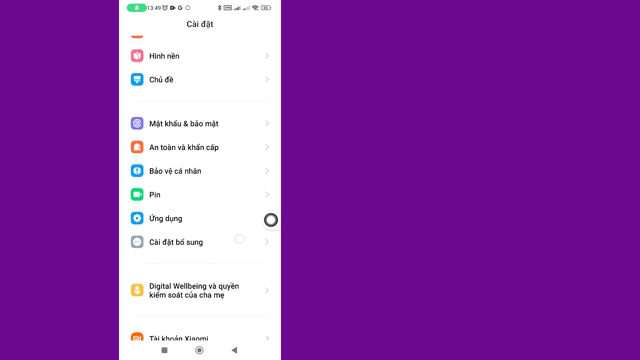 13:49
Cài đặt
Hình nền
Chủ đề
Mật khẩu & bảo mật
An toàn và khẩn cấp
Bảo vệ cá nhân
Pin
Ứng dụng
Cài đặt bổ sung
Digital Wellbeing và quyền
kiểm soát của cha mẹ
Tài khoản Xiaomi